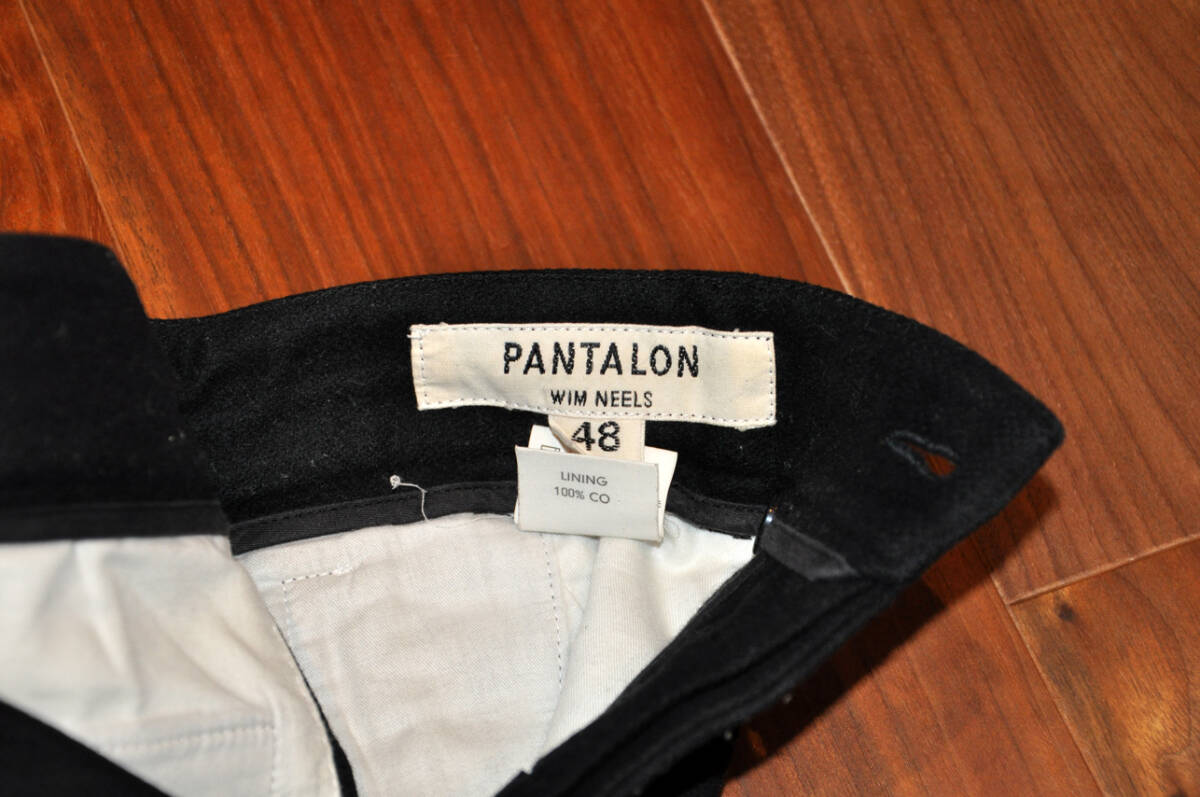 PANTALON
WIM NEELS
48
LINING
100% CO